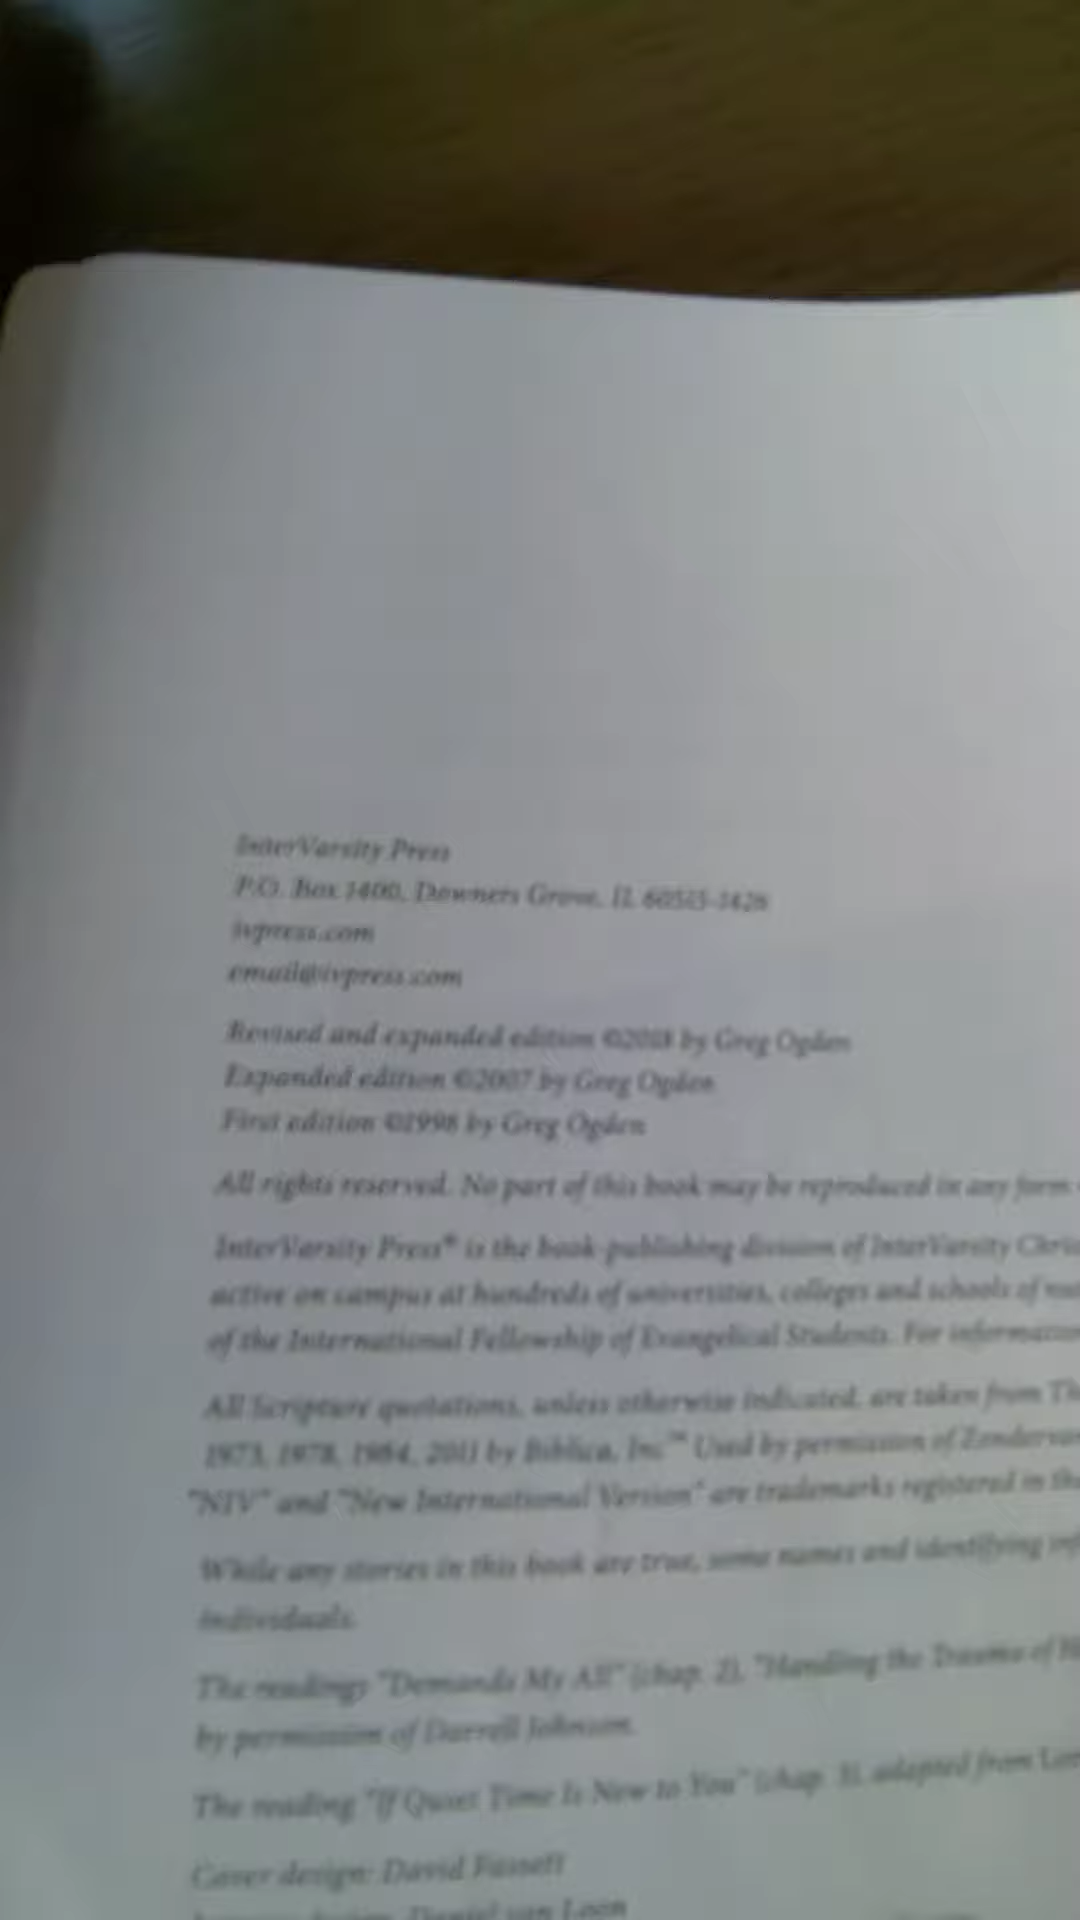 InterVarsity Press
P.O. Box 1400, Downers Grove, IL 60515-1426
ivpress.com
email@ivpress.com
Revised and expanded edition ©2018 by Greg Ogden
Expanded edition ©2007 by Greg Ogden
First edition ©1998 by Greg Ogden
All rights reserved. No part of this book may be reproduced in any form
InterVarsity Press® is the book-publishing division of InterVarsity
active on campus at hundreds of universities, colleges and schools of
of the International Fellowship of Evangelical Students. For
All Scripture quotations, unless otherwise indicated, are taken from
1973, 1978, 1984, 2011 by Biblica, Inc.™ Used by permission of
"NIV" and "New International Version" are trademarks registered in
While any stories in this book are true, some names and identifying
individuals.
The readings "Demands My All" (chap. 2), "Handling the Trauma of
by permission of Darrell Johnson.
The reading "If Quiet Time Is New to You" (chap. 3), adapted from
Cover design: David Fassett
design: Daniel van Loon